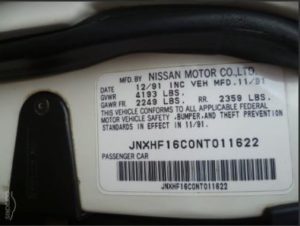 MFD. BY NISSAN MOTOR CO., LTD.
DATE 12/91 INC VEH MFD. 11/91
GVWR 4193 LBS.
GAWR FR. 2249 LBS. RR. 2359 LBS.
THIS VEHICLE CONFORMS TO ALL APPLICABLE FEDERAL
MOTOR VEHICLE SAFETY, BUMPER, AND THEFT PREVENTION
STANDARDS IN EFFECT IN 11/91.
JNXHF16C0NT011622
PASSENGER CAR
JNXHF16C0NT011622